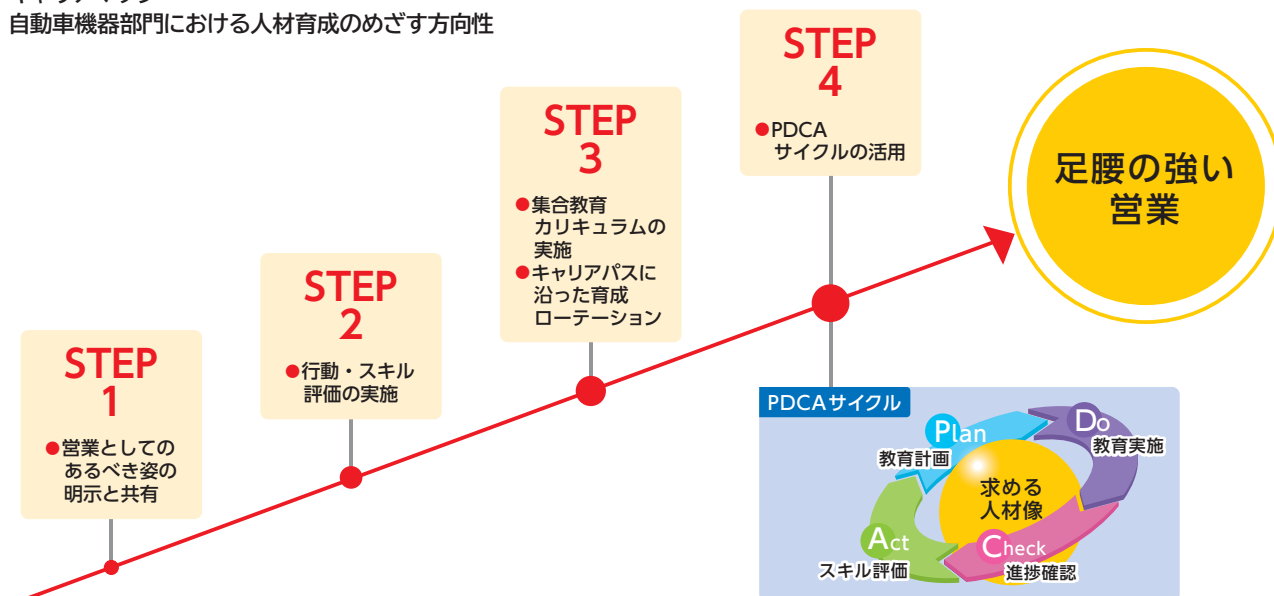 自動車機器部門における人材育成のめざす方向性
STEP
1
●営業としての
あるべき姿の
明示と共有
STEP
2
●行動・スキル
評価の実施
STEP
3
●集合教育
カリキュラムの
実施
●キャリアパスに
沿った育成
ローテーション
STEP
4
●PDCA
サイクルの活用
足腰の強い
営業
PDCAサイクル
Plan
教育計画
Do
教育実施
求める
人材像
Act
スキル評価
Check
進捗確認